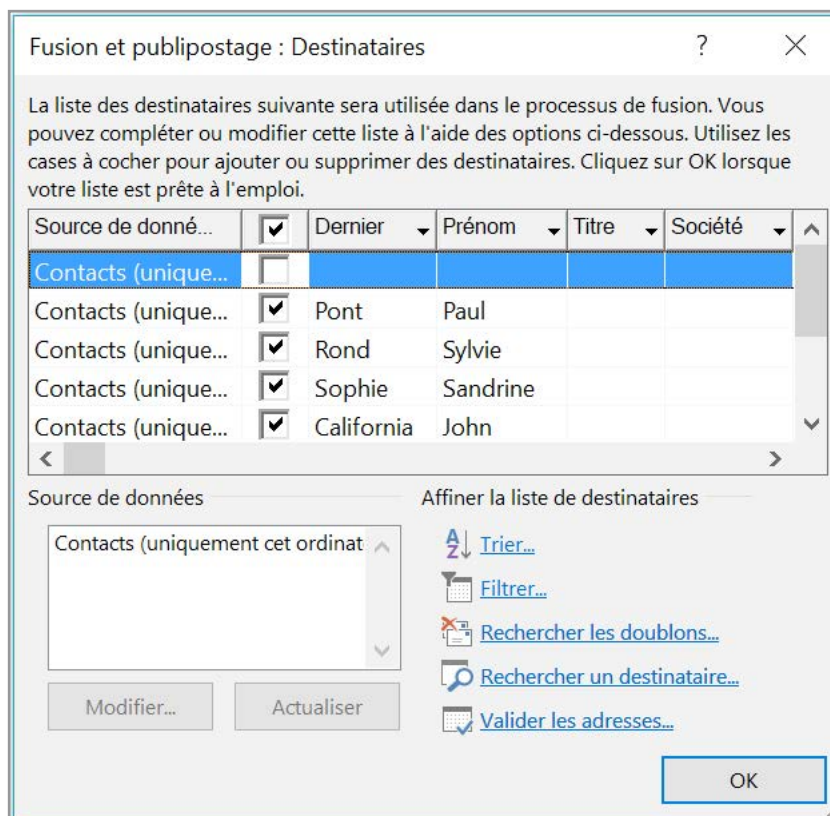 Fusion et publipostage : Destinataires ? ×
La liste des destinataires suivante sera utilisée dans le processus de fusion. Vous
pouvez compléter ou modifier cette liste à l'aide des options ci-dessous. Utilisez les
cases à cocher pour ajouter ou supprimer des destinataires. Cliquez sur OK lorsque
votre liste est prête à l'emploi.
Source de donné... Dernier Prénom Titre Société
Contacts (unique...
Contacts (unique... Pont Paul
Contacts (unique... Rond Sylvie
Contacts (unique... Sophie Sandrine
Contacts (unique... California John
Source de données
Contacts (uniquement cet ordinat
Modifier... Actualiser
Affiner la liste de destinataires
Trier...
Filtrer...
Rechercher les doublons...
Rechercher un destinataire...
Valider les adresses...
OK